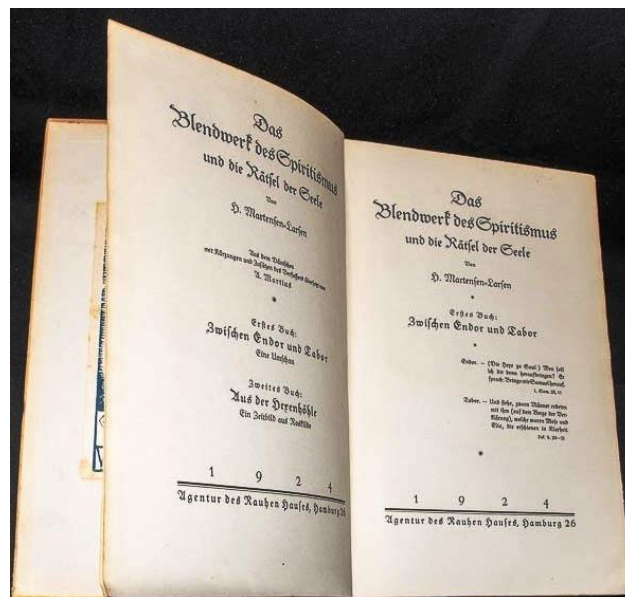 Das
Blendwerk des Spiritismus
und die Rätsel der Seele
Von
H. Martensen-Larsen
Aus dem Dänischen
mit Kürzungen und Zusätzen des Verfassers übersetzt von
A. Martius
*
Erstes Buch:
Zwischen Endor und Tabor
Eine Umschau
Zweites Buch:
Aus der Hexenhöhle
Ein Zeitbild aus Roskilde
1 9 2 4
Agentur des Rauhen Hauses, Hamburg 26
Das
Blendwerk des Spiritismus
und die Rätsel der Seele
Von
H. Martensen-Larsen
*
Erstes Buch:
Zwischen Endor und Tabor
*
Endor. – (Die Hexe zu Saul:) Wen soll
ich dir denn heraufbringen? Er
sprach: Bringe mir Samuel herauf.
1. Sam. 28, 11
Tabor. – Und siehe, zween Männer redeten
mit ihm (auf dem Berge der Ver-
klärung), welche waren Mose und
Elia, die erschienen in Klarheit.
Luk. 9, 30–31
*
1 9 2 4
Agentur des Rauhen Hauses, Hamburg 26